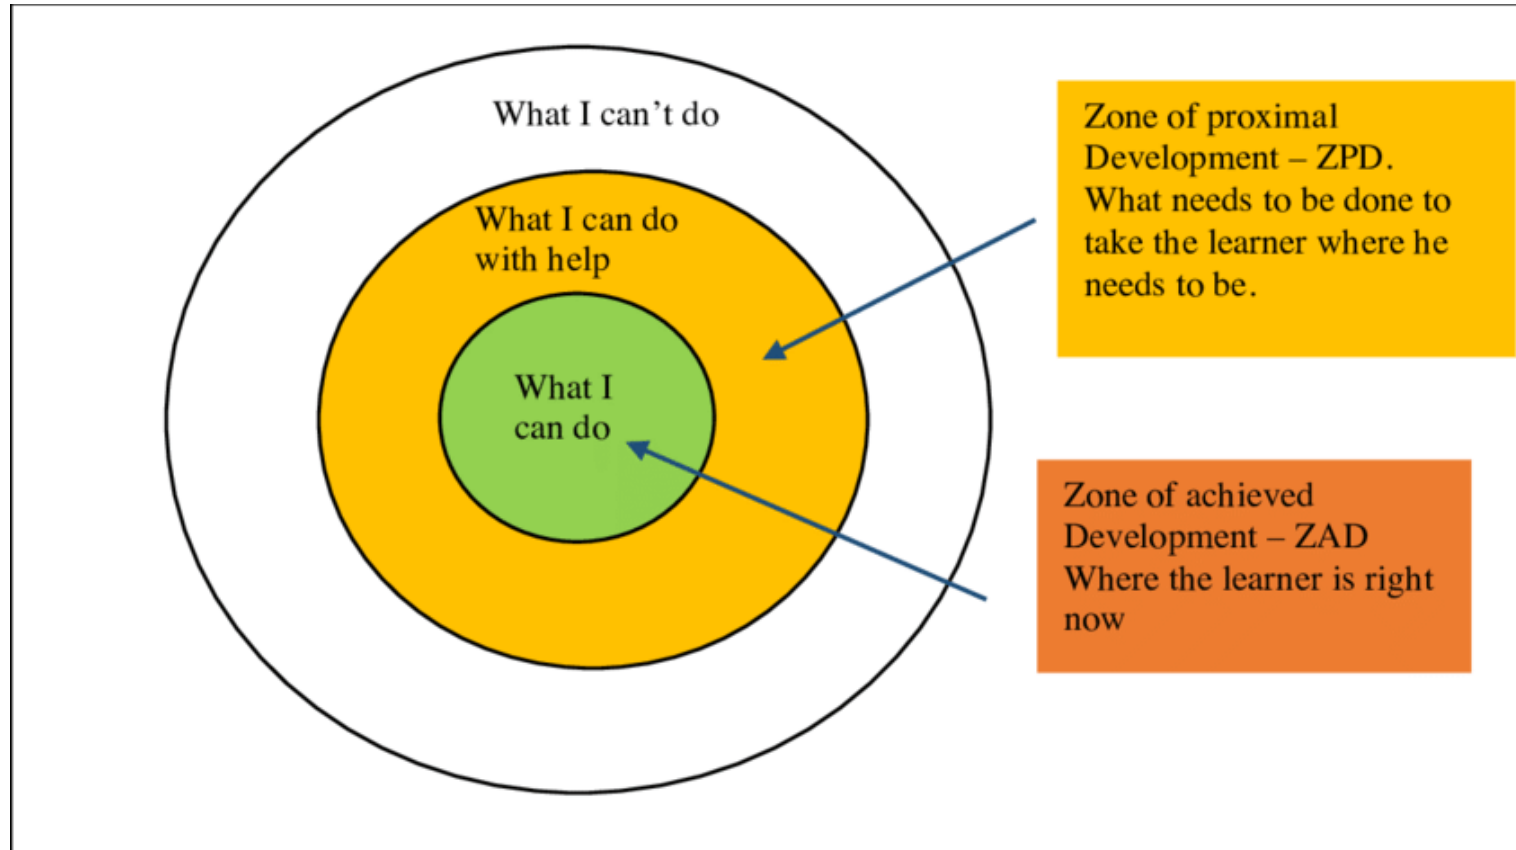 What I can't do
What I can do
with help
What I
can do
Zone of proximal
Development – ZPD.
What needs to be done to
take the learner where he
needs to be.
Zone of achieved
Development – ZAD
Where the learner is right
now